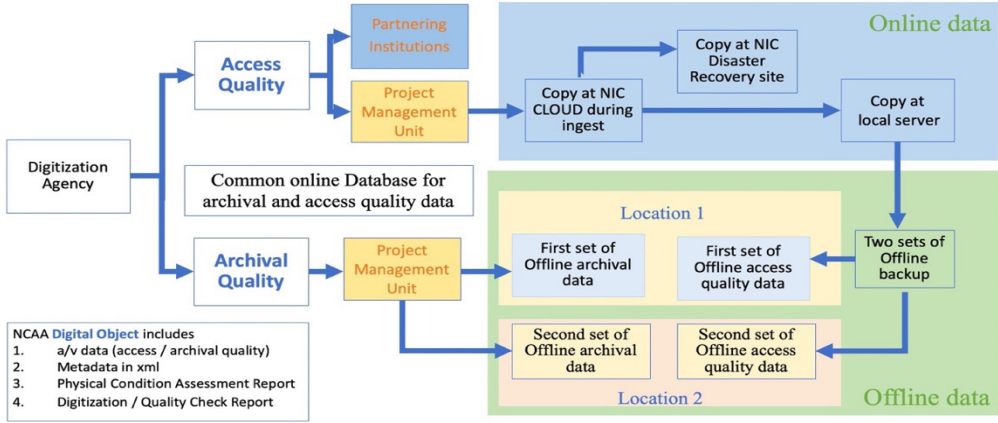 Online data
Partnering
Institutions
Access
Quality
Project
Management
Unit
Copy at NIC
CLOUD during
ingest
Copy at NIC
Disaster
Recovery site
Copy at
local server
Digitization
Agency
Common online Database for
archival and access quality data
Archival
Quality
Project
Management
Unit
Location 1
First set of
Offline archival
data
First set of
Offline access
quality data
Two sets of
Offline
backup
Second set of
Offline archival
data
Second set of
Offline access
quality data
Location 2
Offline data
NCAA Digital Object includes
1. a/v data (access / archival quality)
2. Metadata in xml
3. Physical Condition Assessment Report
4. Digitization / Quality Check Report